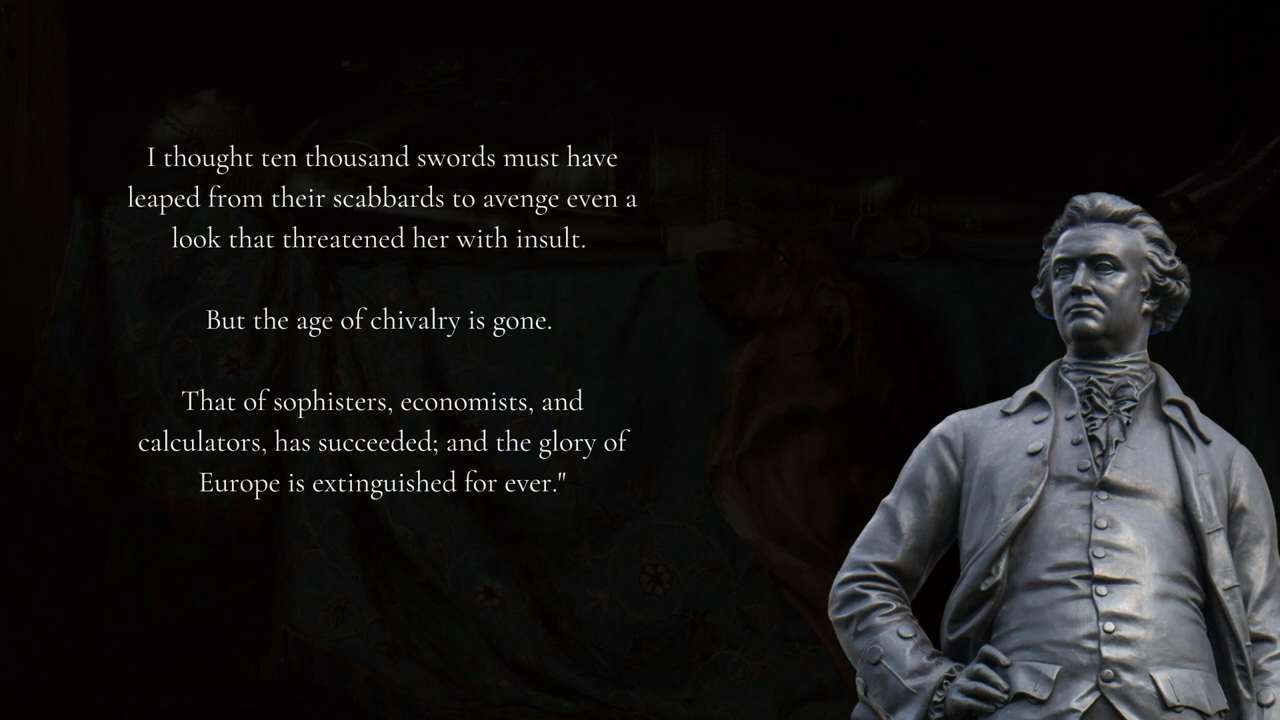 I thought ten thousand swords must have
leaped from their scabbards to avenge even a
look that threatened her with insult.
But the age of chivalry is gone.
That of sophisters, economists, and
calculators, has succeeded; and the glory of
Europe is extinguished for ever."